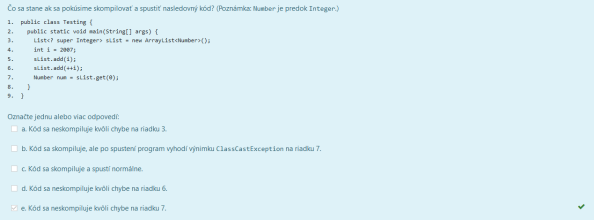 Čo sa stane ak sa pokúsime skompilovať a spustiť nasledovný kód? (Poznámka: Number je predok Integer.)
1. public class Testing {
2. public static void main(String[] args) {
3. List<? super Integer> sList = new ArrayList<Number>();
4. int i = 2007;
5. sList.add(i);
6. sList.add(++i);
7. Number num = sList.get(0);
8. }
9. }
Označte jednu alebo viac odpovedí:
a. Kód sa neskompiluje kvôli chybe na riadku 3.
b. Kód sa skompiluje, ale po spustení program vyhodí výnimku ClassCastException na riadku 7.
c. Kód sa skompiluje a spustí normálne.
d. Kód sa neskompiluje kvôli chybe na riadku 6.
e. Kód sa neskompiluje kvôli chybe na riadku 7.